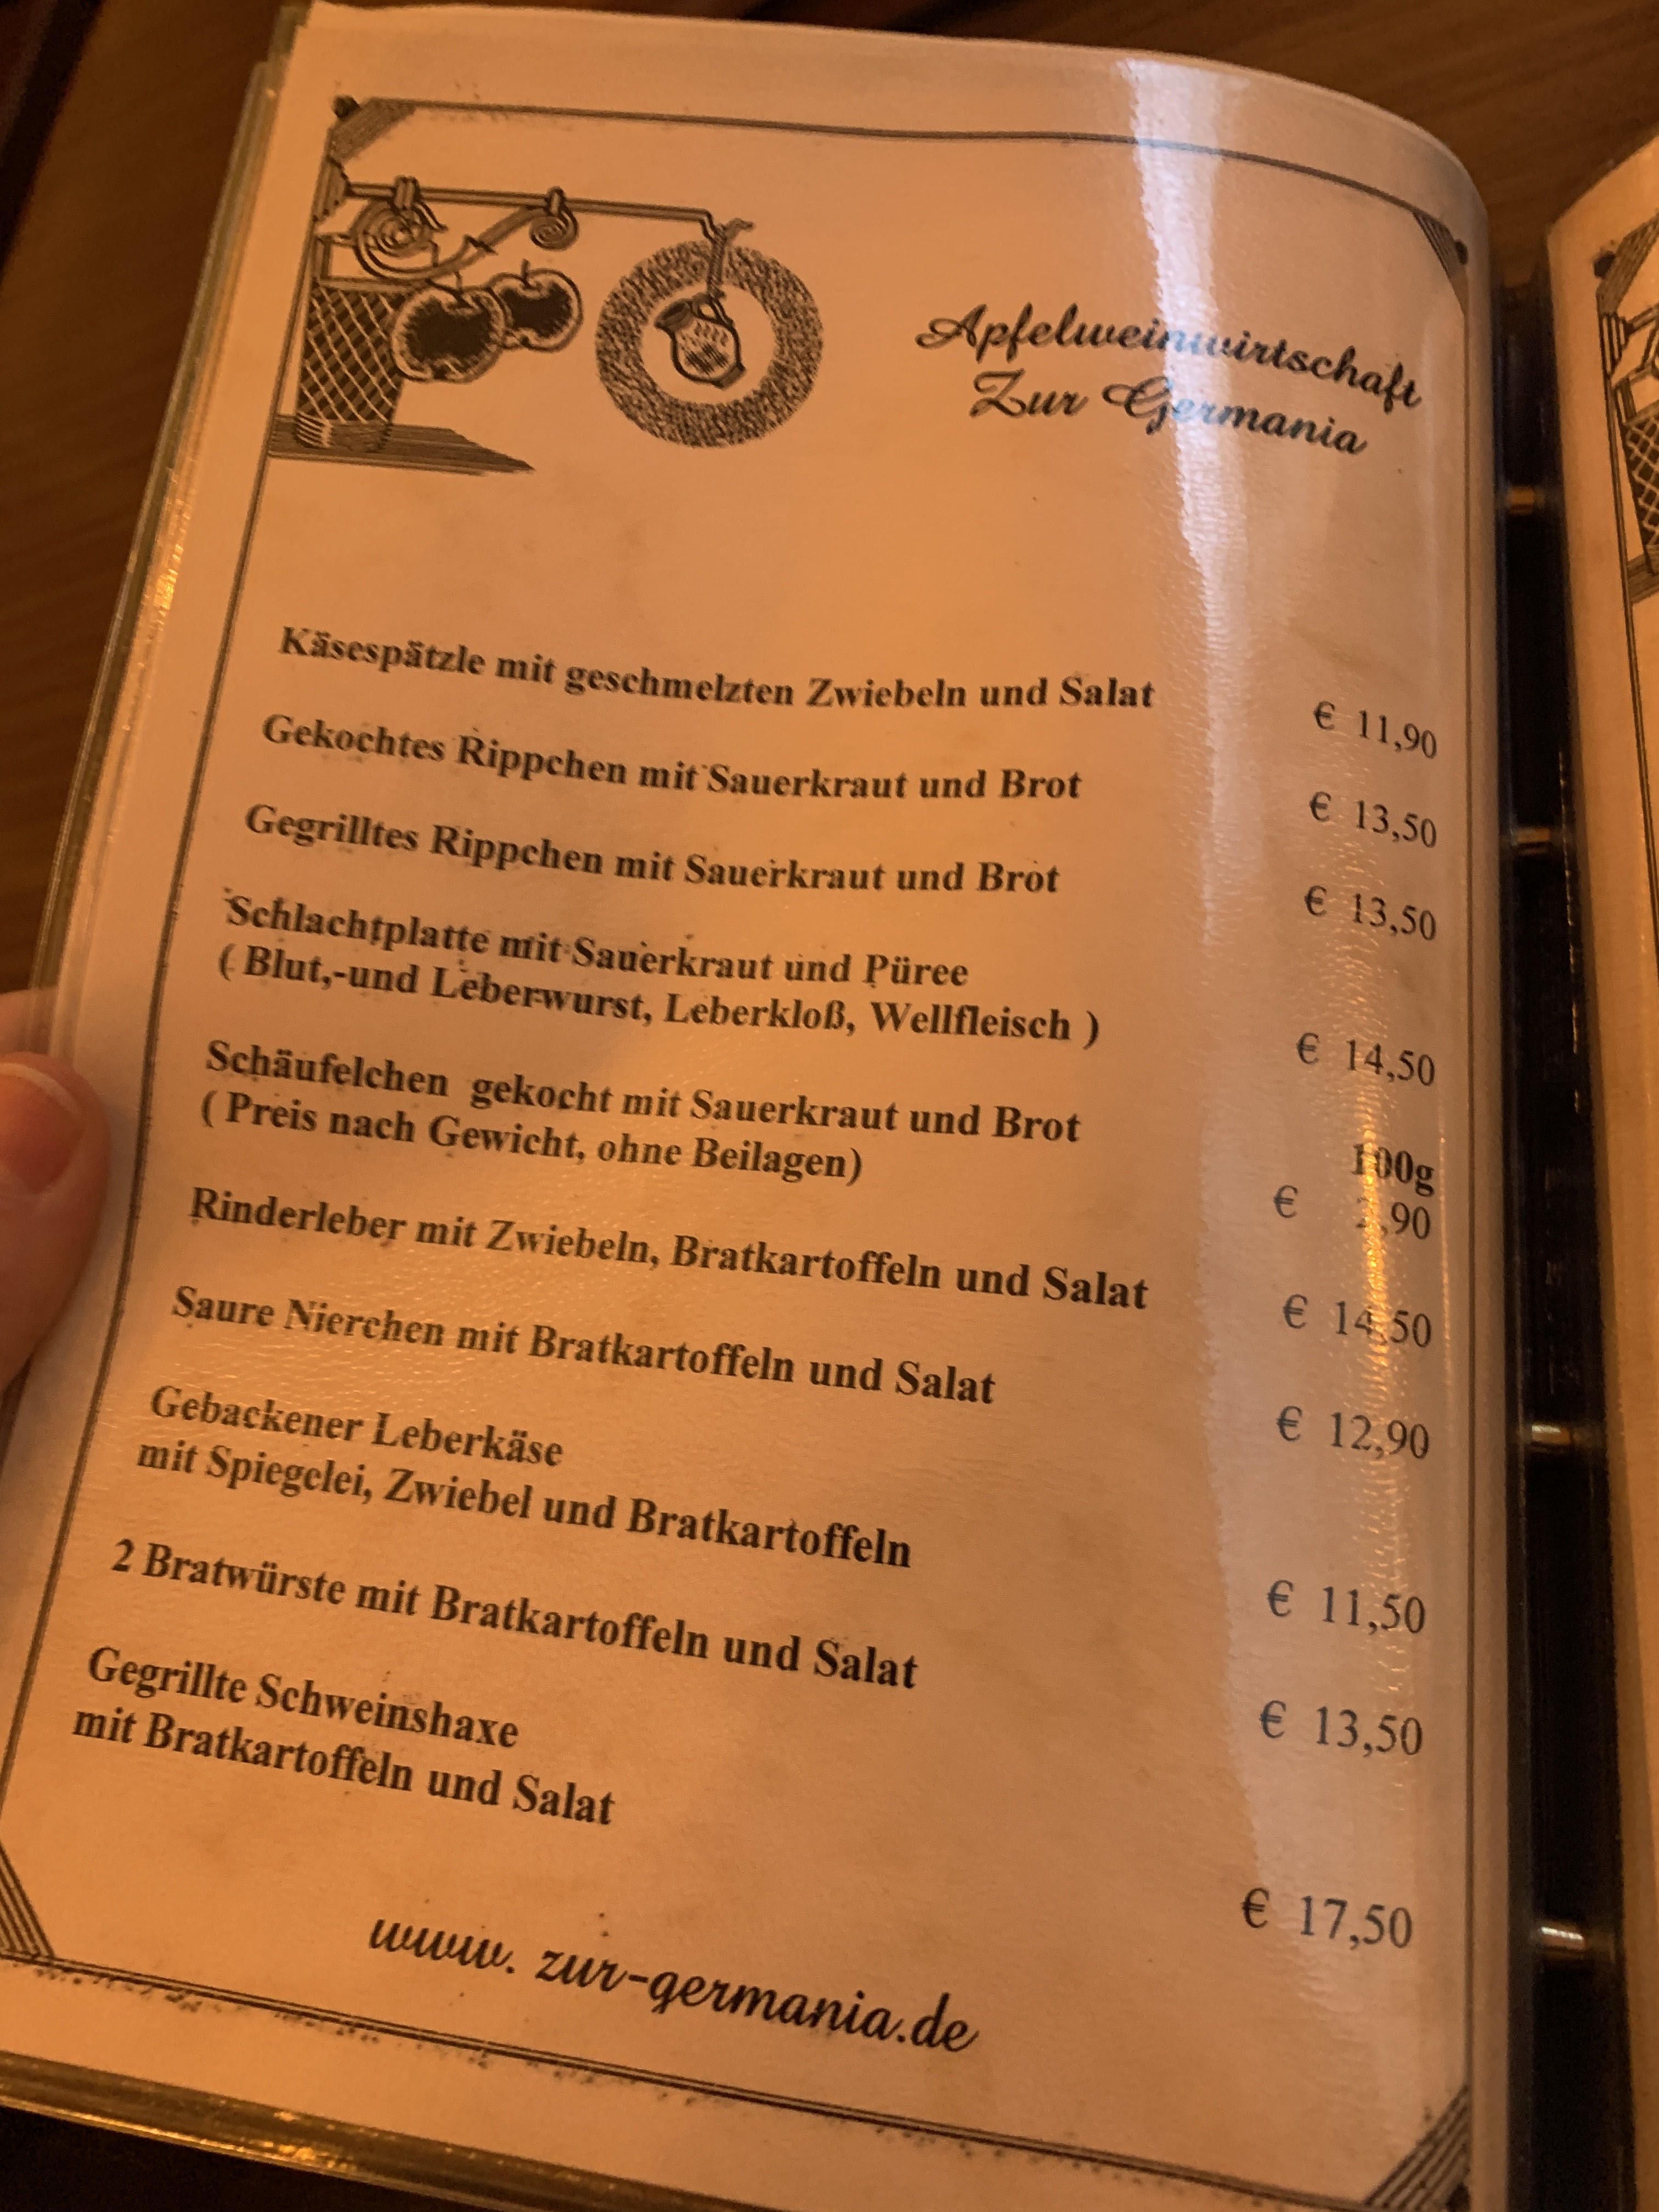 Apfelweinwirtschaft
Zur Germania
Käsespätzle mit geschmelzten Zwiebeln und Salat
€ 11,90
Gekochtes Rippchen mit Sauerkraut und Brot
€ 13,50
Gegrilltes Rippchen mit Sauerkraut und Brot
€ 13,50
Schlachtplatte mit Sauerkraut und Püree
( Blut,-und Leberwurst, Leberkloß, Wellfleisch )
€ 14,50
Schäufelchen gekocht mit Sauerkraut und Brot
100g
( Preis nach Gewicht, ohne Beilagen)
€
Rinderleber mit Zwiebeln, Bratkartoffeln und Salat
€ 14,50
Saure Nierchen mit Bratkartoffeln und Salat
€ 12,90
Gebackener Leberkäse
mit Spiegelei, Zwiebel und Bratkartoffeln
€ 11,50
2 Bratwürste mit Bratkartoffeln und Salat
€ 13,50
Gegrillte Schweinshaxe
mit Bratkartoffeln und Salat
€ 17,50
www. zur-germania.de